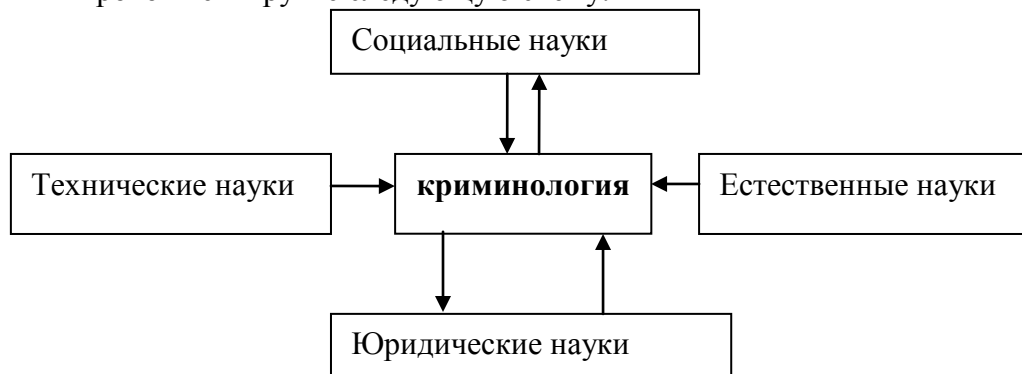 Социальные науки
Технические науки
криминология
Естественные науки
Юридические науки